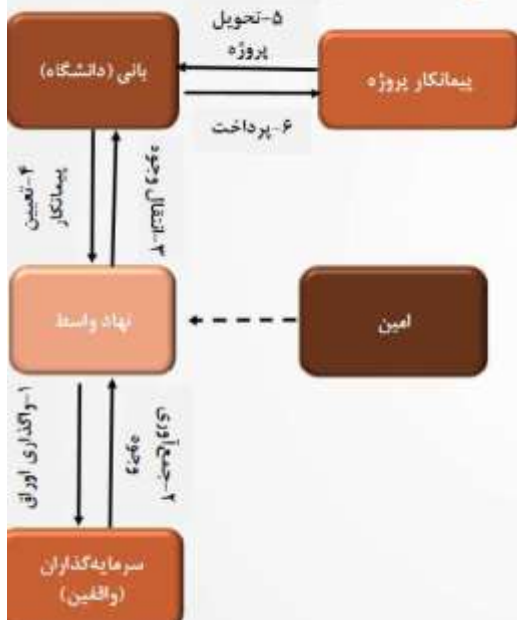 ۵-تحویل
پروژه
بانی (دانشگاه)
پیمانکار پروژه
۶-پرداخت
۴-تعیین
پیمانکار
۳-انتقال وجوه
نهاد واسط
امین
۱-واگذاری اوراق
۲-جمع‌آوری
وجوه
سرمایه‌گذاران
(واقفین)